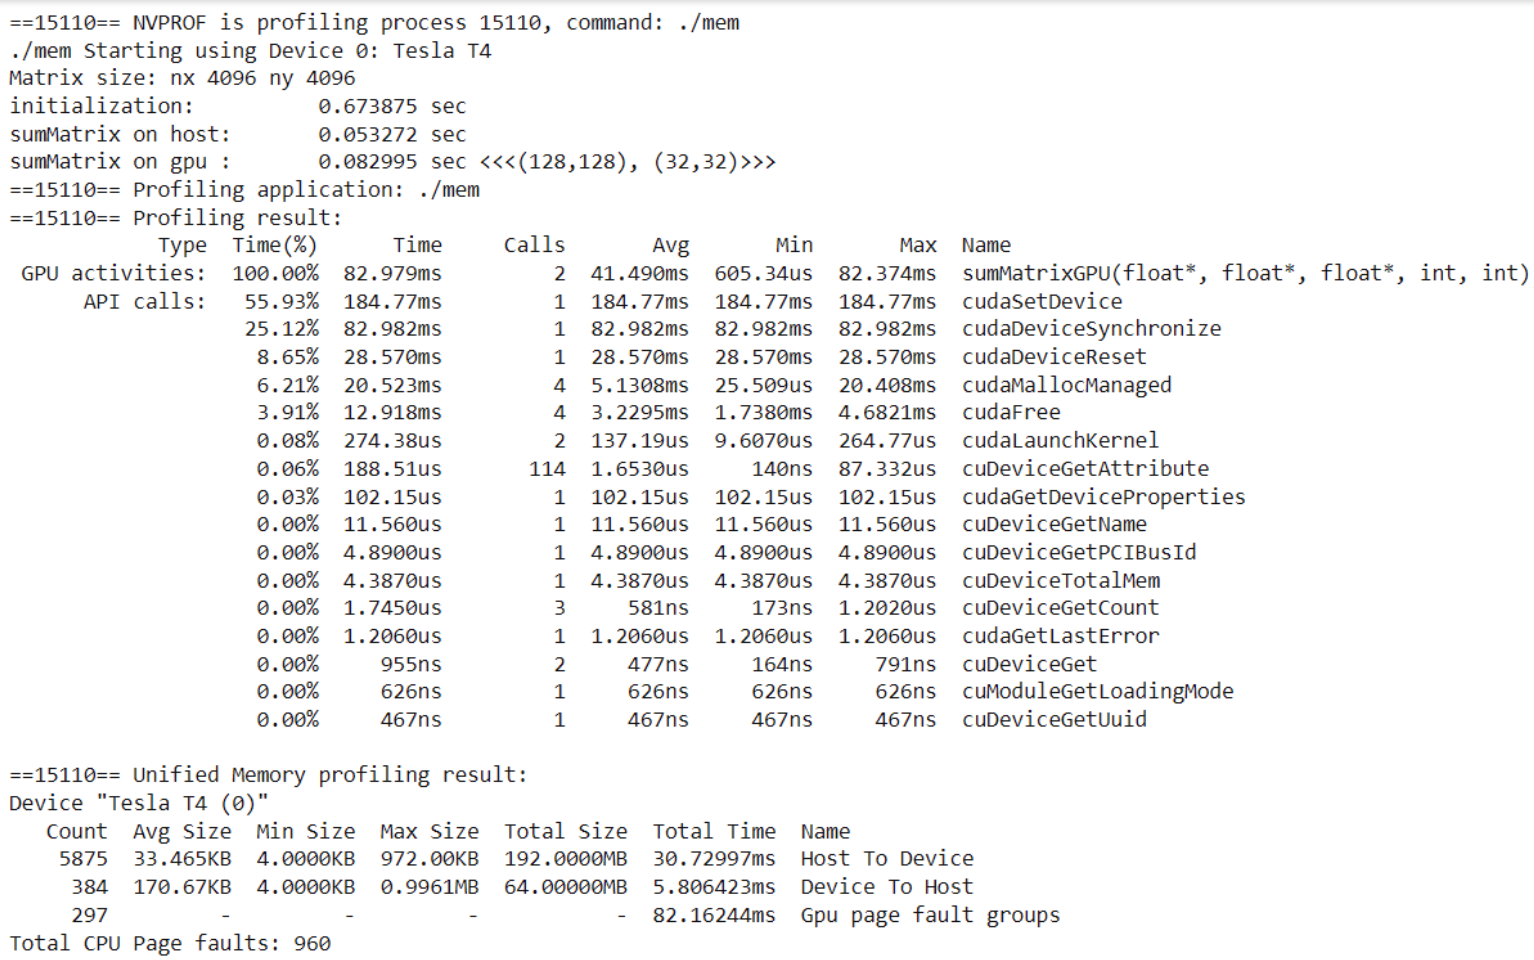 ==15110== NVPROF is profiling process 15110, command: ./mem
./mem Starting using Device 0: Tesla T4
Matrix size: nx 4096 ny 4096
initialization:          0.673875 sec
sumMatrix on host:       0.053272 sec
sumMatrix on gpu :       0.082995 sec <<<(128,128), (32,32)>>>
==15110== Profiling application: ./mem
==15110== Profiling result:
            Type  Time(%)      Time     Calls       Avg       Min       Max  Name
 GPU activities:  100.00%  82.979ms         2  41.490ms  605.34us  82.374ms  sumMatrixGPU(float*, float*, float*, int, int)
      API calls:   55.93%  184.77ms         1  184.77ms  184.77ms  184.77ms  cudaSetDevice
                   25.12%  82.982ms         1  82.982ms  82.982ms  82.982ms  cudaDeviceSynchronize
                    8.65%  28.570ms         1  28.570ms  28.570ms  28.570ms  cudaDeviceReset
                    6.21%  20.523ms         4  5.1308ms  25.509us  20.408ms  cudaMallocManaged
                    3.91%  12.918ms         4  3.2295ms  1.7380ms  4.6821ms  cudaFree
                    0.08%  274.38us         2  137.19us  9.6070us  264.77us  cudaLaunchKernel
                    0.06%  188.51us       114  1.6530us     140ns  87.332us  cuDeviceGetAttribute
                    0.03%  102.15us         1  102.15us  102.15us  102.15us  cudaGetDeviceProperties
                    0.00%  11.560us         1  11.560us  11.560us  11.560us  cuDeviceGetName
                    0.00%  4.8900us         1  4.8900us  4.8900us  4.8900us  cuDeviceGetPCIBusId
                    0.00%  4.3870us         1  4.3870us  4.3870us  4.3870us  cuDeviceTotalMem
                    0.00%  1.7450us         3     581ns     173ns  1.2020us  cuDeviceGetCount
                    0.00%  1.2060us         1  1.2060us  1.2060us  1.2060us  cudaGetLastError
                    0.00%     955ns         2     477ns     164ns     791ns  cuDeviceGet
                    0.00%     626ns         1     626ns     626ns     626ns  cuModuleGetLoadingMode
                    0.00%     467ns         1     467ns     467ns     467ns  cuDeviceGetUuid
==15110== Unified Memory profiling result:
Device "Tesla T4 (0)"
   Count  Avg Size  Min Size  Max Size  Total Size  Total Time  Name
    5875  33.465KB  4.0000KB  972.00KB  192.0000MB  30.72997ms  Host To Device
     384  170.67KB  4.0000KB  0.9961MB  64.00000MB  5.806423ms  Device To Host
     297         -         -         -           -  82.16244ms  Gpu page fault groups
Total CPU Page faults: 960